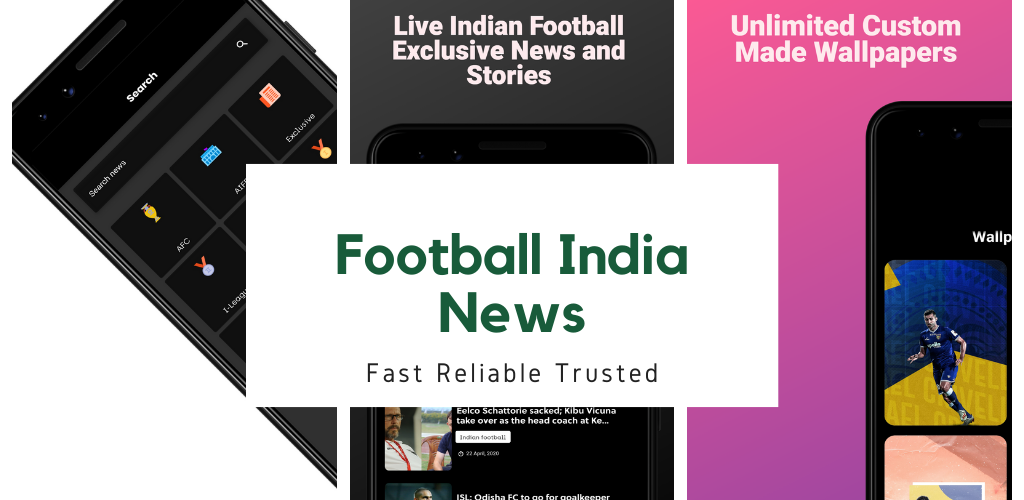 Search
Search news
Exclusive
AFC
I-Leagu
Live Indian Football
Exclusive News and
Stories
Unlimited Custom
Made Wallpapers
Wallp
Football India
News
Fast Reliable Trusted
Eelco Schattorie sacked; Kibu Vicuna
take over as the head coach at Ke...
Indian football
22 April, 2020
ISL: Odisha FC to go for goalkeeper